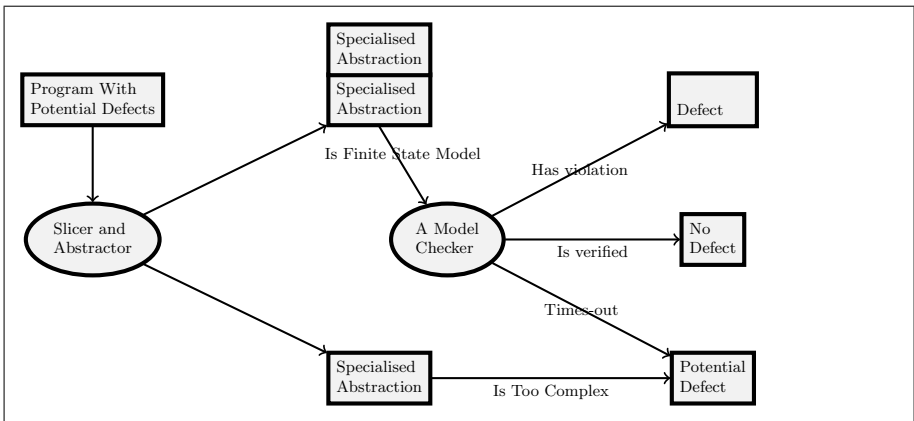 Specialised
Abstraction
Program With
Potential Defects
Specialised
Abstraction
Defect
Is Finite State Model
Has violation
Slicer and
Abstractor
A Model
Checker
Is verified
No
Defect
Times-out
Specialised
Abstraction
Is Too Complex
Potential
Defect